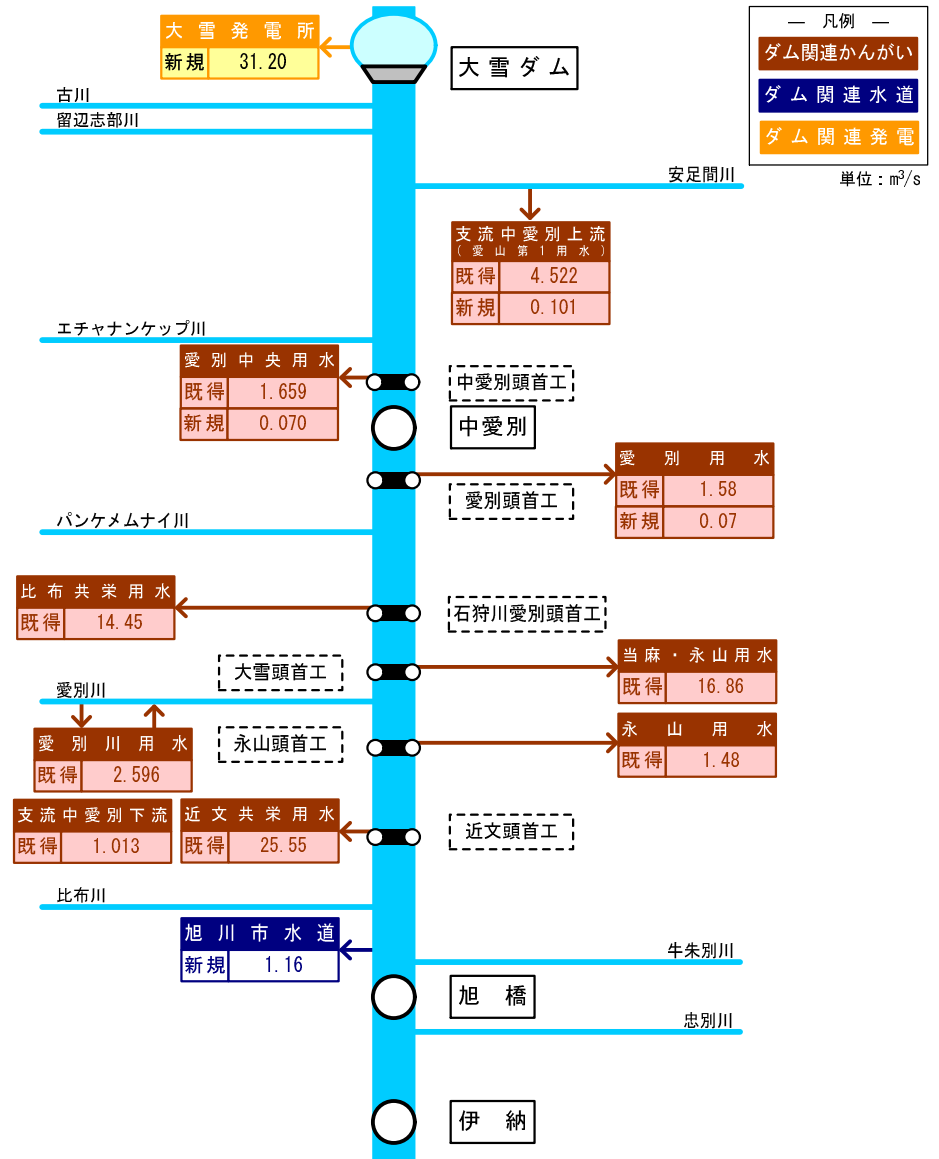 大雪発電所
新規 31.20
大雪ダム
― 凡例 ―
ダム関連かんがい
ダム関連水道
ダム関連発電
単位：m³/s
古川
留辺志部川
安足間川
支流中愛別上流
(愛山第1用水)
既得 4.522
新規 0.101
エチャナンケップ川
愛別中央用水
既得 1.659
新規 0.070
中愛別頭首工
中愛別
愛別用水
既得 1.58
新規 0.07
愛別頭首工
パンケメムナイ川
比布共栄用水
既得 14.45
石狩川愛別頭首工
大雪頭首工
当麻・永山用水
既得 16.86
愛別川
愛別川用水
既得 2.596
永山頭首工
永山用水
既得 1.48
支流中愛別下流
既得 1.013
近文共栄用水
既得 25.55
近文頭首工
比布川
旭川市水道
新規 1.16
牛朱別川
旭橋
忠別川
伊納